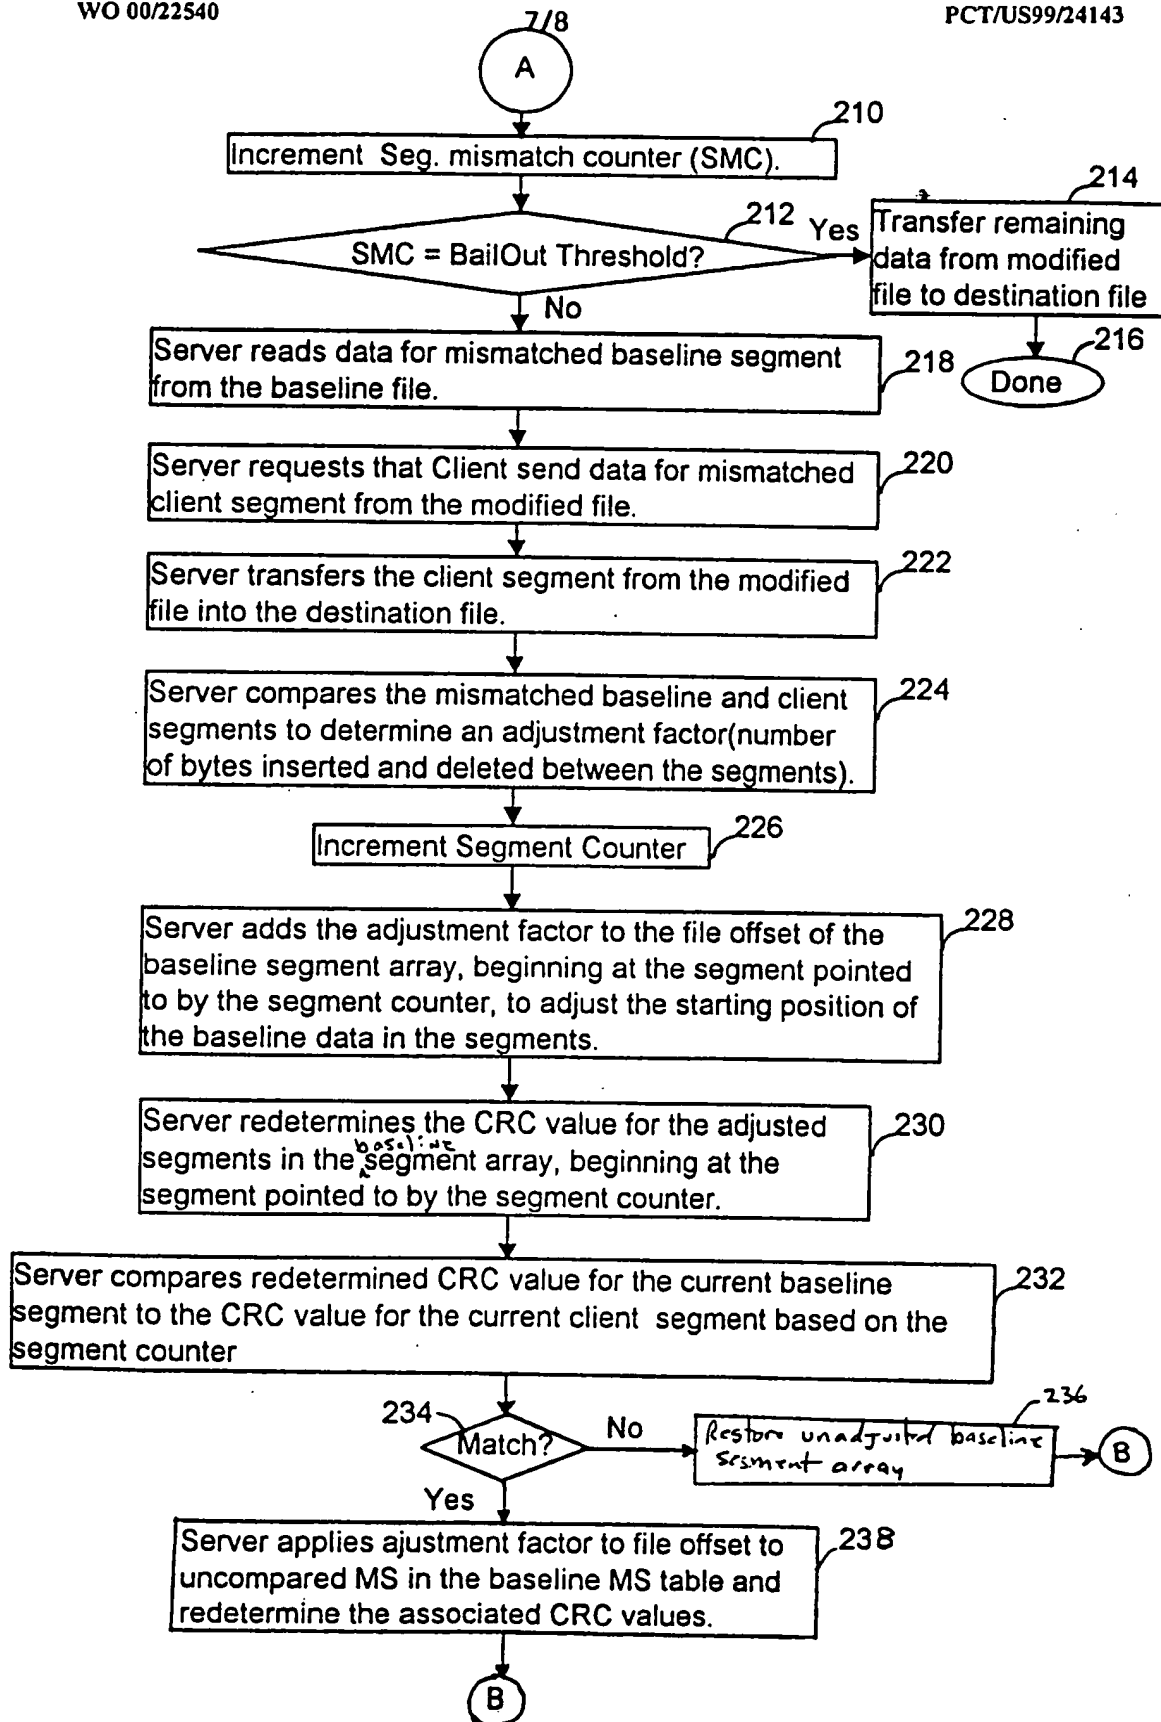 WO 00/22540
PCT/US99/24143
7/8
A
210
Increment Seg. mismatch counter (SMC).
212
SMC = BailOut Threshold?
Yes
214
Transfer remaining
data from modified
file to destination file
216
Done
No
Server reads data for mismatched baseline segment
from the baseline file.
218
Server requests that Client send data for mismatched
client segment from the modified file.
220
Server transfers the client segment from the modified
file into the destination file.
222
Server compares the mismatched baseline and client
segments to determine an adjustment factor(number
of bytes inserted and deleted between the segments).
224
Increment Segment Counter
226
Server adds the adjustment factor to the file offset of the
baseline segment array, beginning at the segment pointed
to by the segment counter, to adjust the starting position of
the baseline data in the segments.
228
Server redetermines the CRC value for the adjusted
segments in the baseline segment array, beginning at the
segment pointed to by the segment counter.
230
Server compares redetermined CRC value for the current baseline
segment to the CRC value for the current client segment based on the
segment counter
232
234
Match?
No
236
Restore unadjusted baseline
segment array
B
Yes
Server applies ajustment factor to file offset to
uncompared MS in the baseline MS table and
redetermine the associated CRC values.
238
B